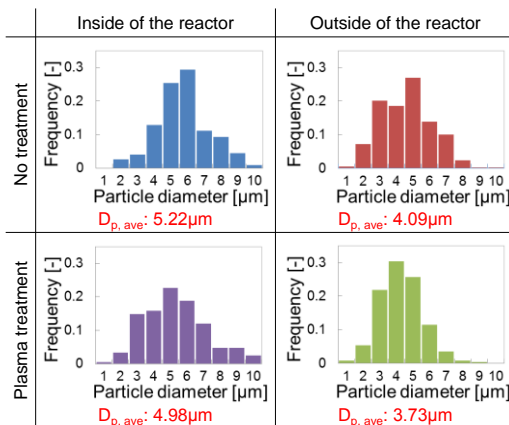 Inside of the reactor
Outside of the reactor
No treatment
Frequency [-]
0.3
0.2
0.1
0
1 2 3 4 5 6 7 8 9 10
Particle diameter [µm]
Dp, ave: 5.22µm
Frequency [-]
0.3
0.2
0.1
0
1 2 3 4 5 6 7 8 9 10
Particle diameter [µm]
Dp, ave: 4.09µm
Plasma treatment
Frequency [-]
0.3
0.2
0.1
0
1 2 3 4 5 6 7 8 9 10
Particle diameter [µm]
Dp, ave: 4.98µm
Frequency [-]
0.3
0.2
0.1
0
1 2 3 4 5 6 7 8 9 10
Particle diameter [µm]
Dp, ave: 3.73µm